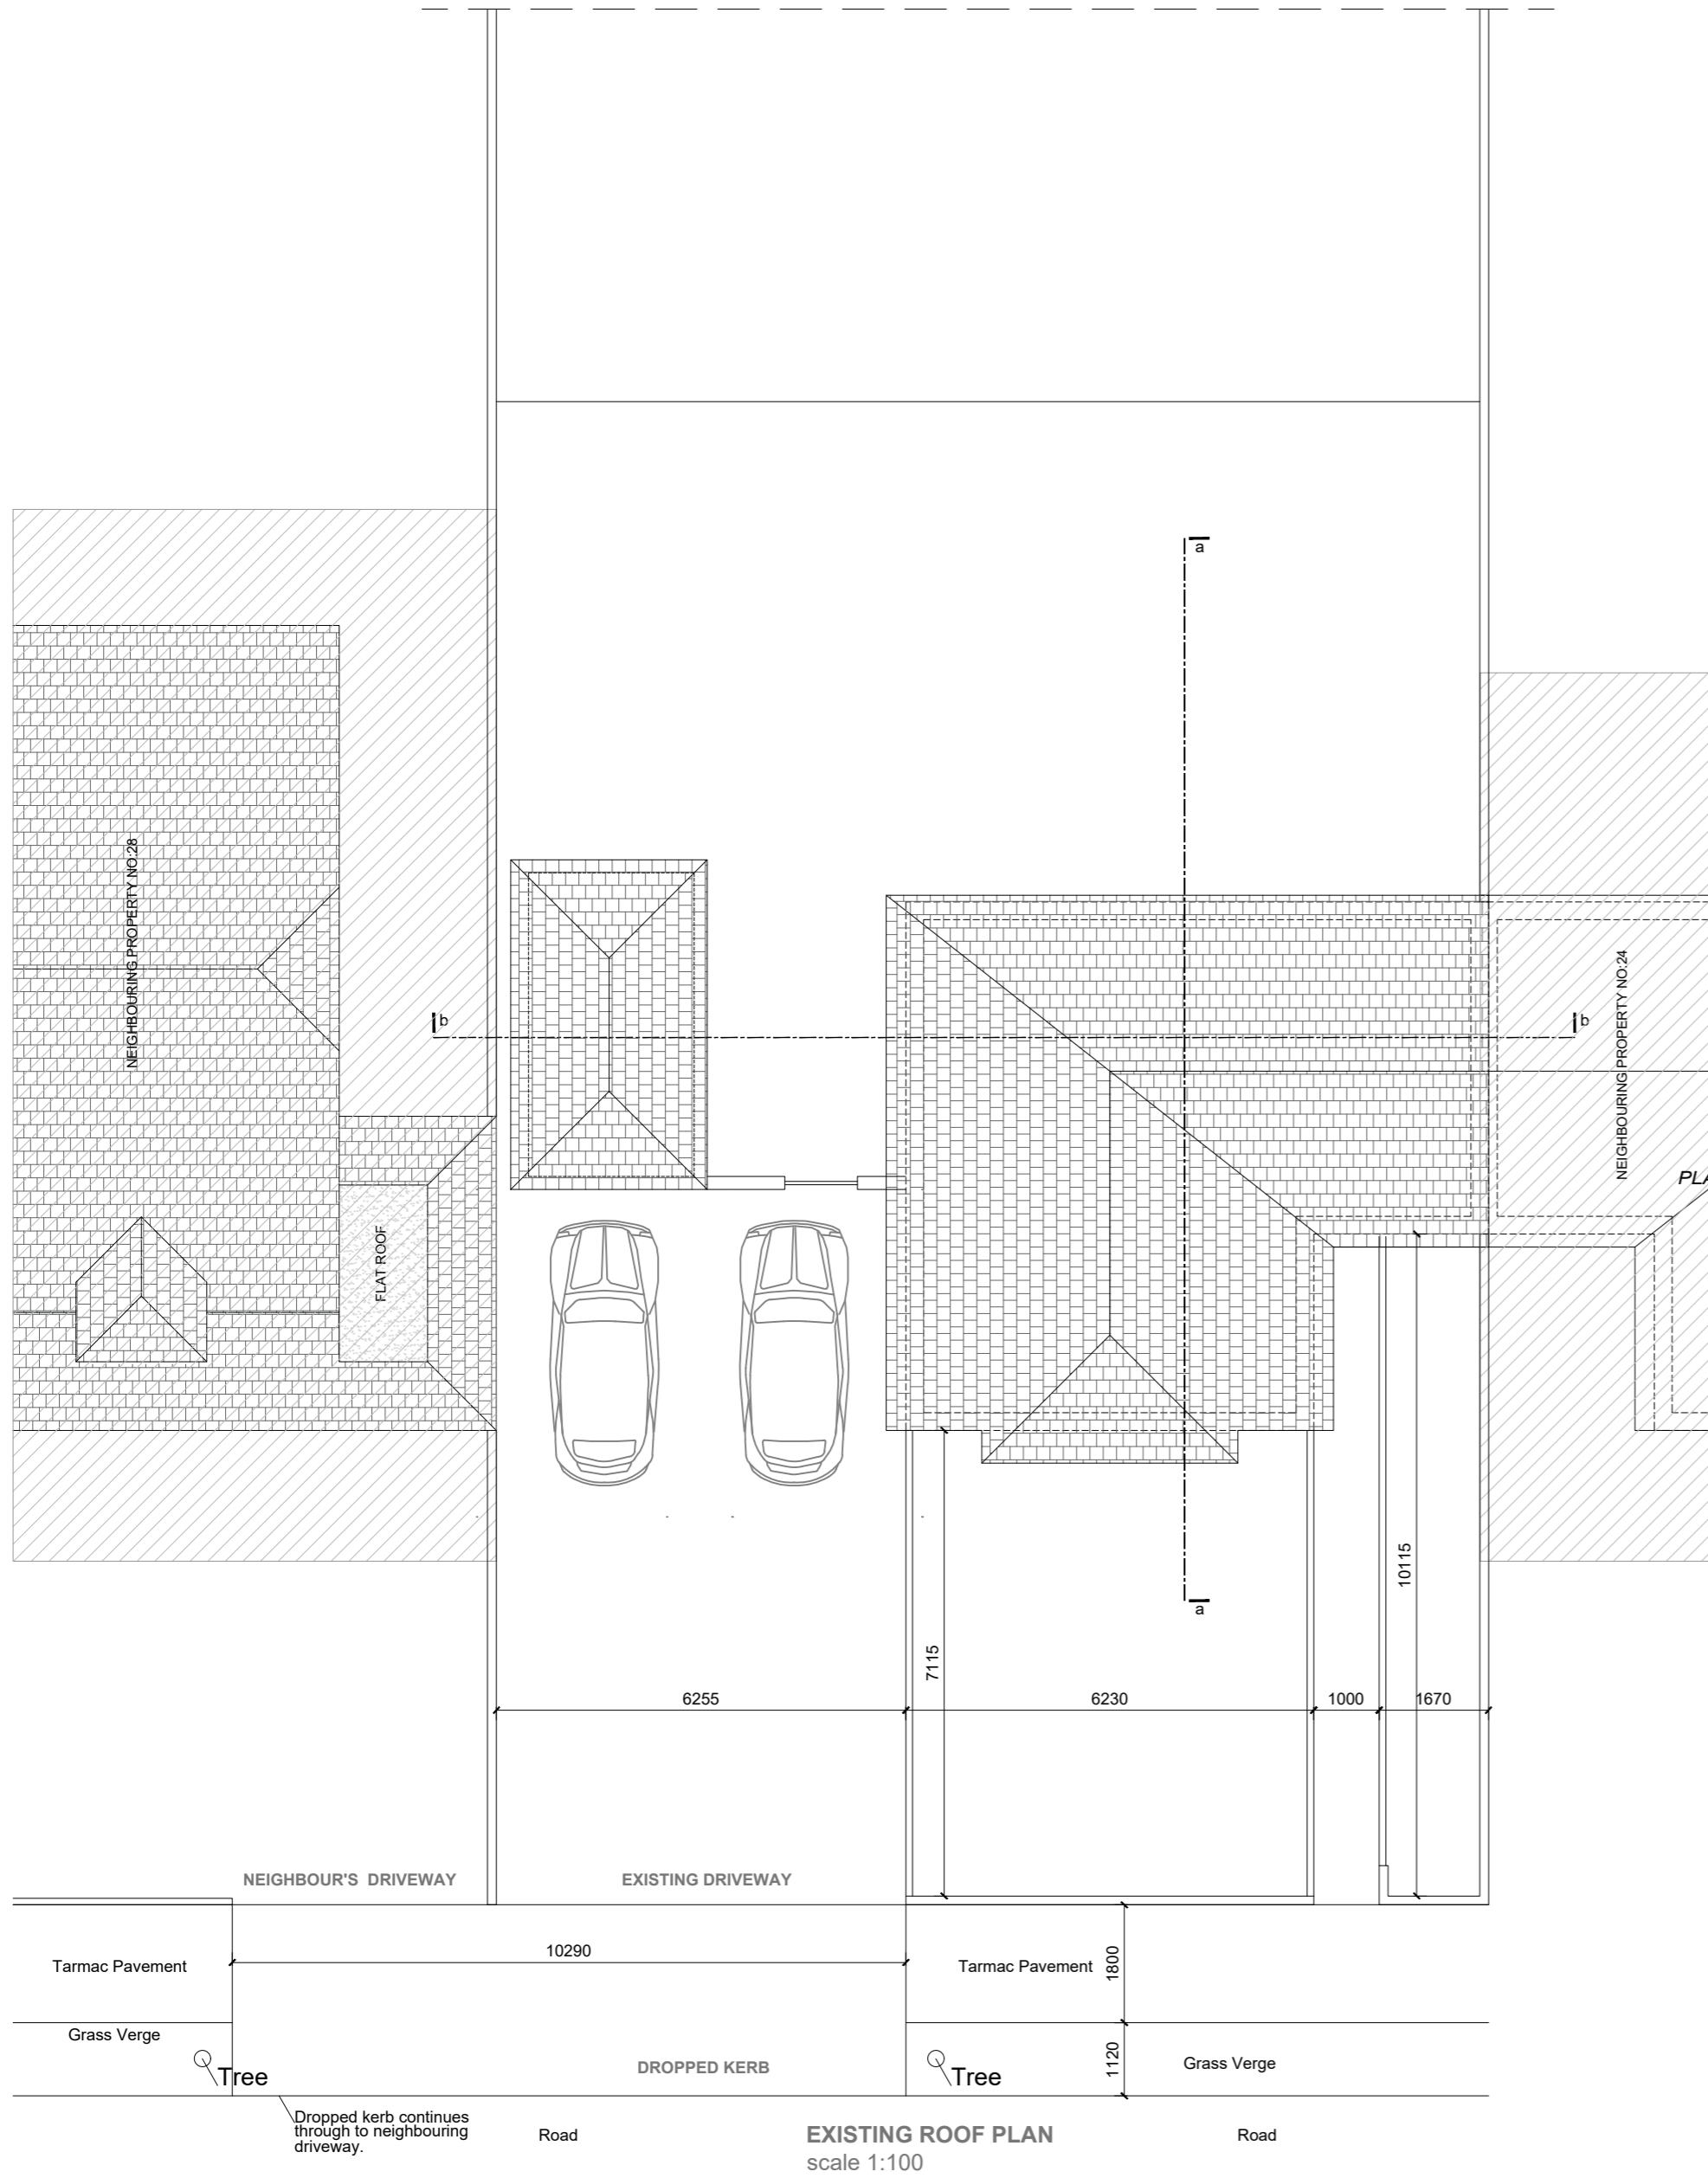 a
NEIGHBOURING PROPERTY NO:28
b
b
NEIGHBOURING PROPERTY NO:24
PLA
FLAT ROOF
10115
a
7115
6255
6230
1000
1670
NEIGHBOUR'S DRIVEWAY
EXISTING DRIVEWAY
10290
Tarmac Pavement
Tarmac Pavement
1800
Grass Verge
Tree
DROPPED KERB
Tree
1120
Grass Verge
Dropped kerb continues
through to neighbouring
driveway.
Road
EXISTING ROOF PLAN
scale 1:100
Road